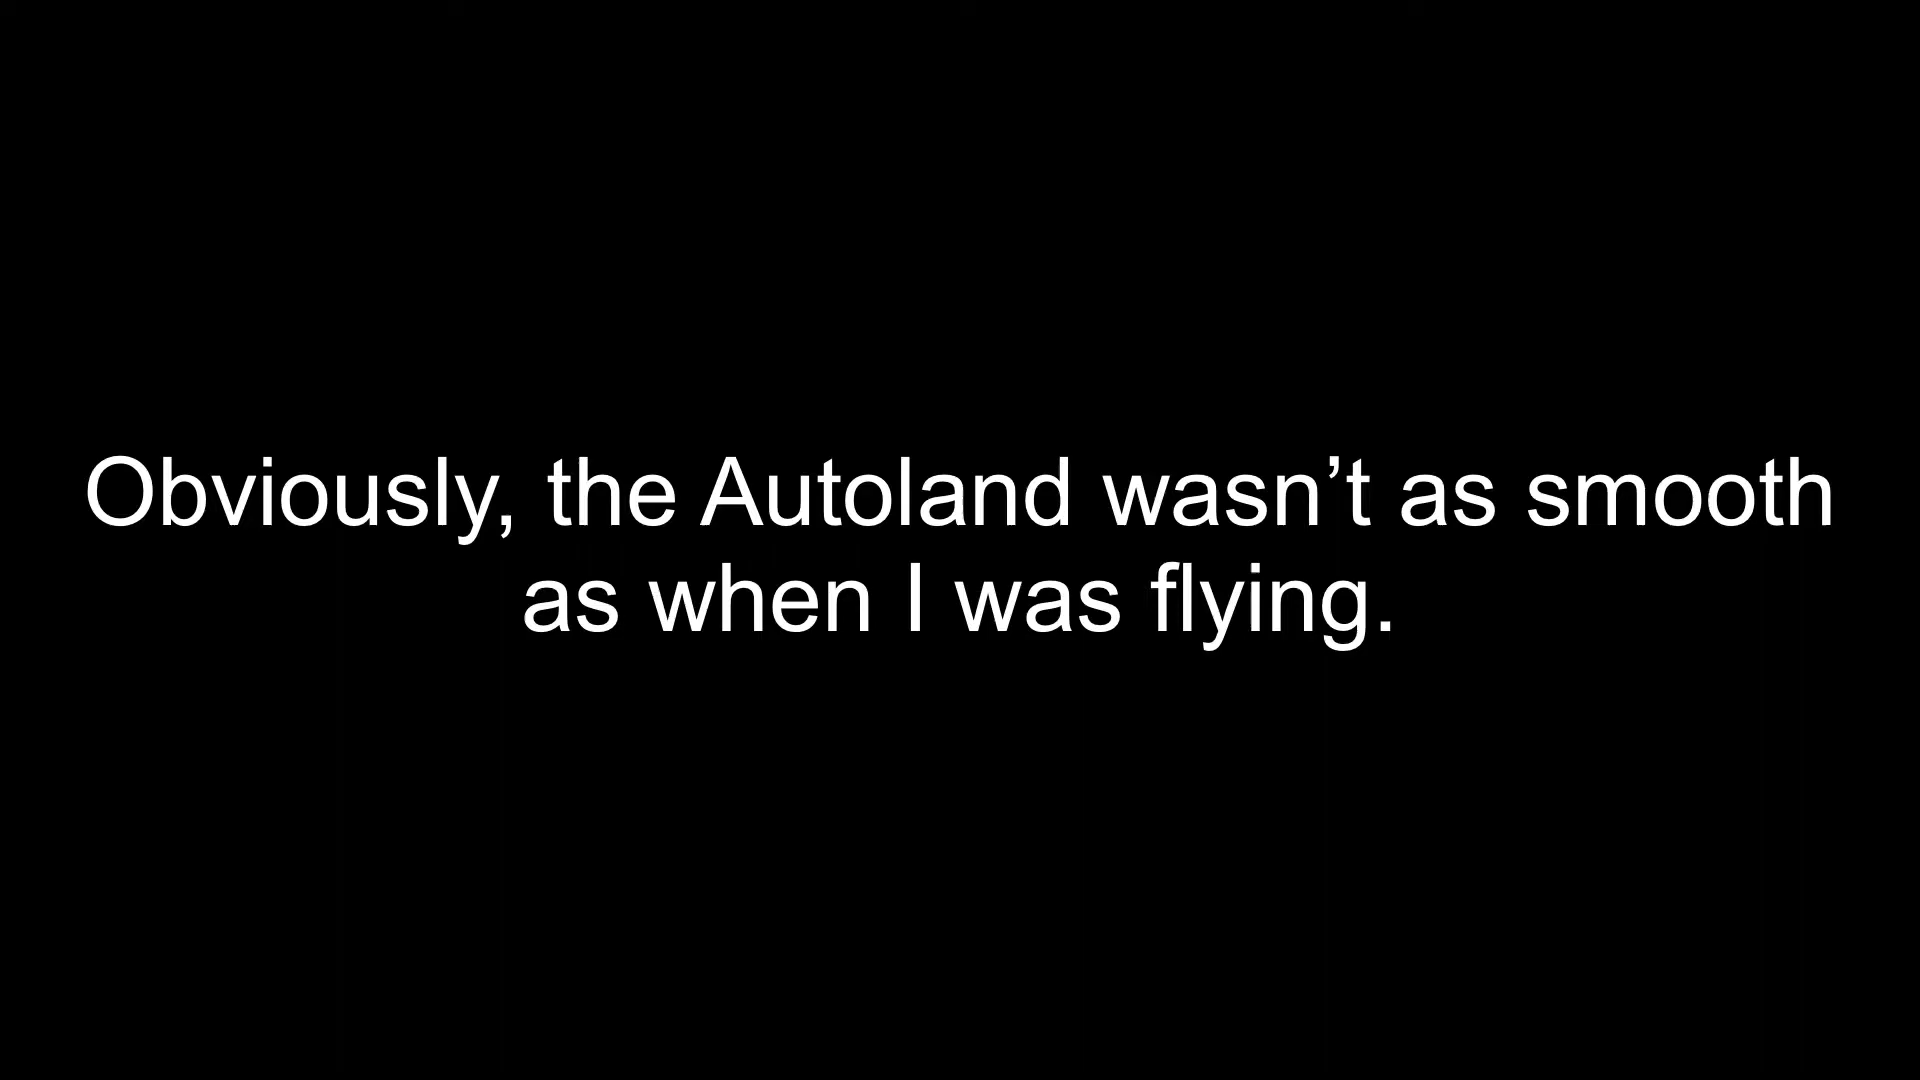 Obviously, the Autoland wasn’t as smooth
as when I was flying.